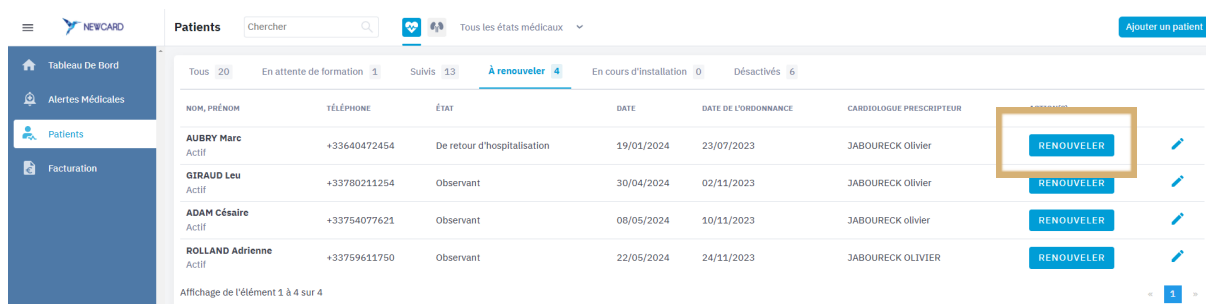 NEWCARD
Patients
Chercher
Tous les états médicaux
Ajouter un patient
Tableau De Bord
Alertes Médicales
Patients
Facturation
Tous 20 En attente de formation 1 Suivis 13 À renouveler 4 En cours d'installation 0 Désactivés 6
NOM, PRÉNOM TÉLÉPHONE ÉTAT DATE DATE DE L'ORDONNANCE CARDIOLOGUE PRESCRIPTEUR
AUBRY Marc
Actif
+33640472454 De retour d'hospitalisation 19/01/2024 23/07/2023 JABOURECK Olivier RENOUVELER
GIRAUD Leu
Actif
+33780211254 Observant 30/04/2024 02/11/2023 JABOURECK Olivier RENOUVELER
ADAM Césaire
Actif
+33754077621 Observant 08/05/2024 10/11/2023 JABOURECK olivier RENOUVELER
ROLLAND Adrienne
Actif
+33759611750 Observant 22/05/2024 24/11/2023 JABOURECK OLIVIER RENOUVELER
Affichage de l'élément 1 à 4 sur 4
« 1 »